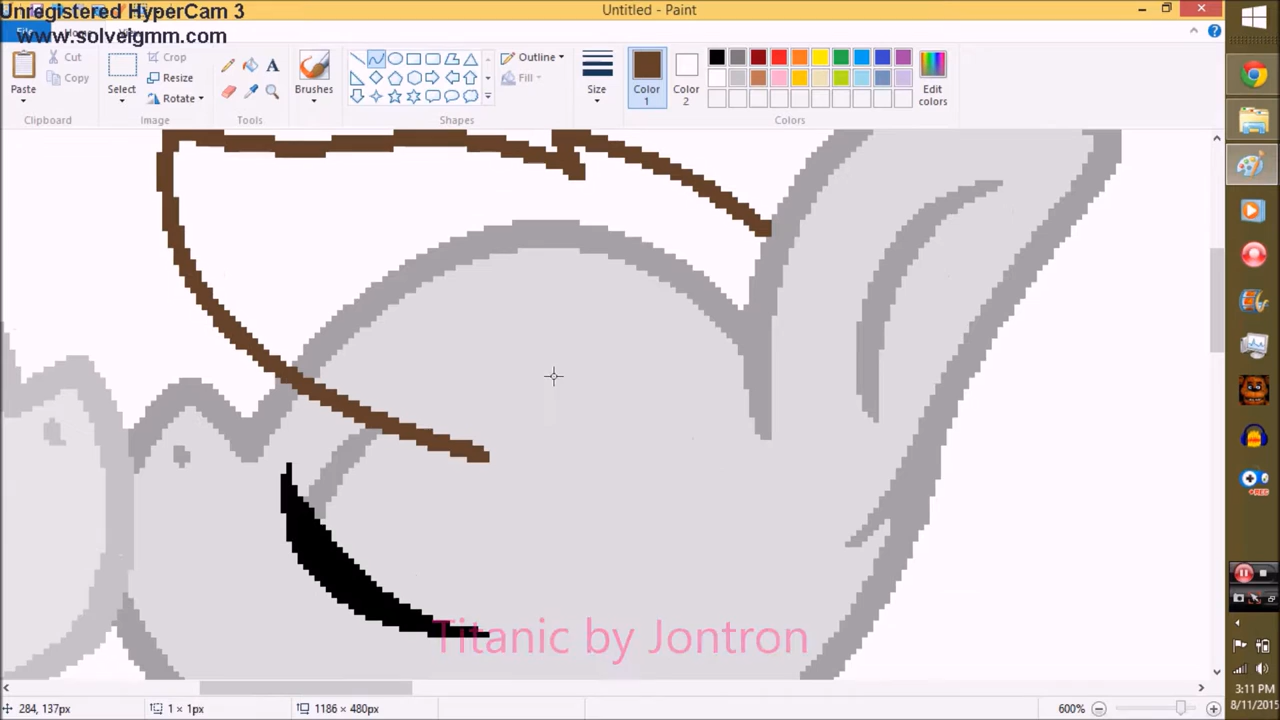 Unregistered HyperCam 3
www.solveigmm.com
Untitled - Paint
File
Paste
Cut
Copy
Clipboard
Select
Crop
Resize
Rotate
Image
Tools
Brushes
Outline
Fill
Shapes
Size
Color 1
Color 2
Edit colors
Colors
Titanic by Jontron
+REC
284, 137px
1 × 1px
1186 × 480px
600%
3:11 PM
8/11/2015